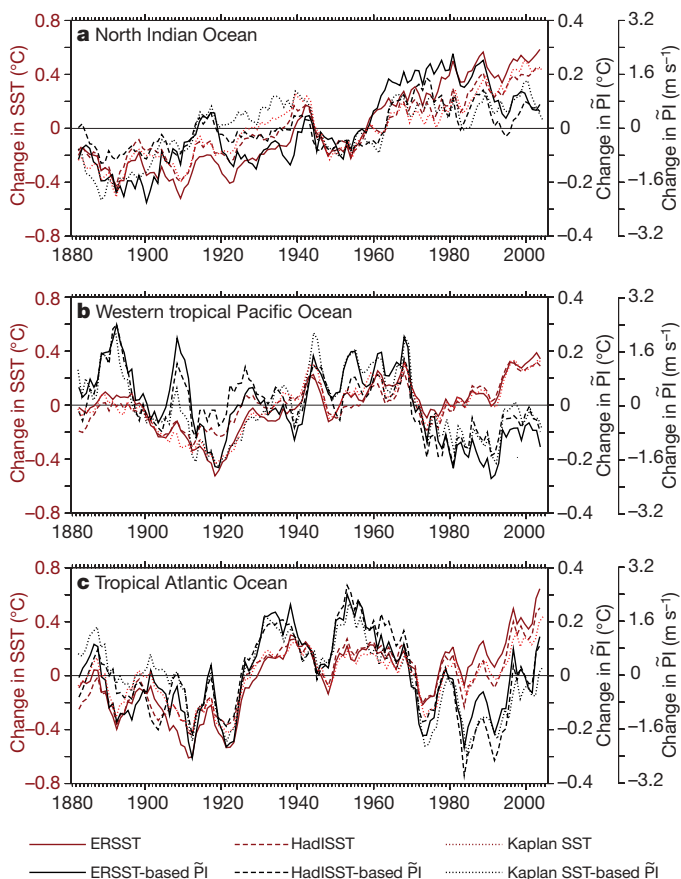 a North Indian Ocean
Change in SST (°C)
0.8
0.4
0
−0.4
−0.8
0.4
0.2
0
−0.2
−0.4
Change in P̃I (°C)
3.2
1.6
0
−1.6
−3.2
Change in P̃I (m s⁻¹)
1880 1900 1920 1940 1960 1980 2000
b Western tropical Pacific Ocean
Change in SST (°C)
0.8
0.4
0
−0.4
−0.8
0.4
0.2
0
−0.2
−0.4
Change in P̃I (°C)
3.2
1.6
0
−1.6
−3.2
Change in P̃I (m s⁻¹)
1880 1900 1920 1940 1960 1980 2000
c Tropical Atlantic Ocean
Change in SST (°C)
0.8
0.4
0
−0.4
−0.8
0.4
0.2
0
−0.2
−0.4
Change in P̃I (°C)
3.2
1.6
0
−1.6
−3.2
Change in P̃I (m s⁻¹)
1880 1900 1920 1940 1960 1980 2000
ERSST HadISST Kaplan SST
ERSST-based P̃I HadISST-based P̃I Kaplan SST-based P̃I